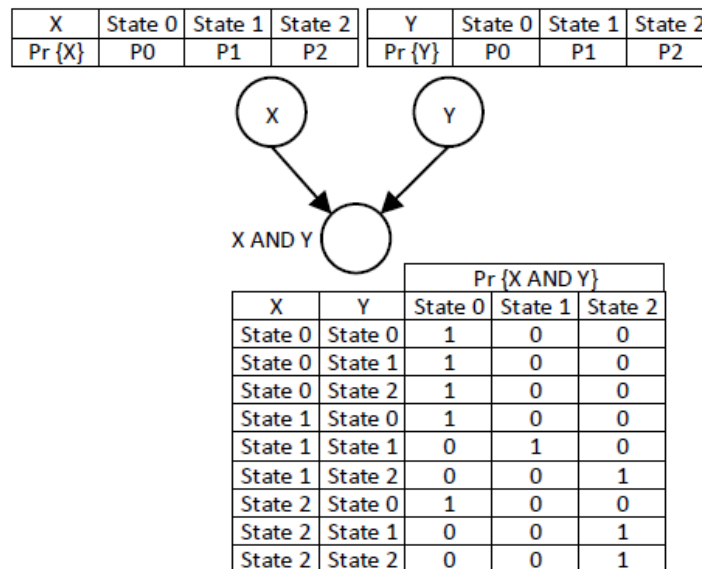 X State 0 State 1 State 2 Y State 0 State 1 State 2
Pr {X} P0 P1 P2 Pr {Y} P0 P1 P2
X Y
X AND Y
Pr {X AND Y}
X Y State 0 State 1 State 2
State 0 State 0 1 0 0
State 0 State 1 1 0 0
State 0 State 2 1 0 0
State 1 State 0 1 0 0
State 1 State 1 0 1 0
State 1 State 2 0 0 1
State 2 State 0 1 0 0
State 2 State 1 0 0 1
State 2 State 2 0 0 1